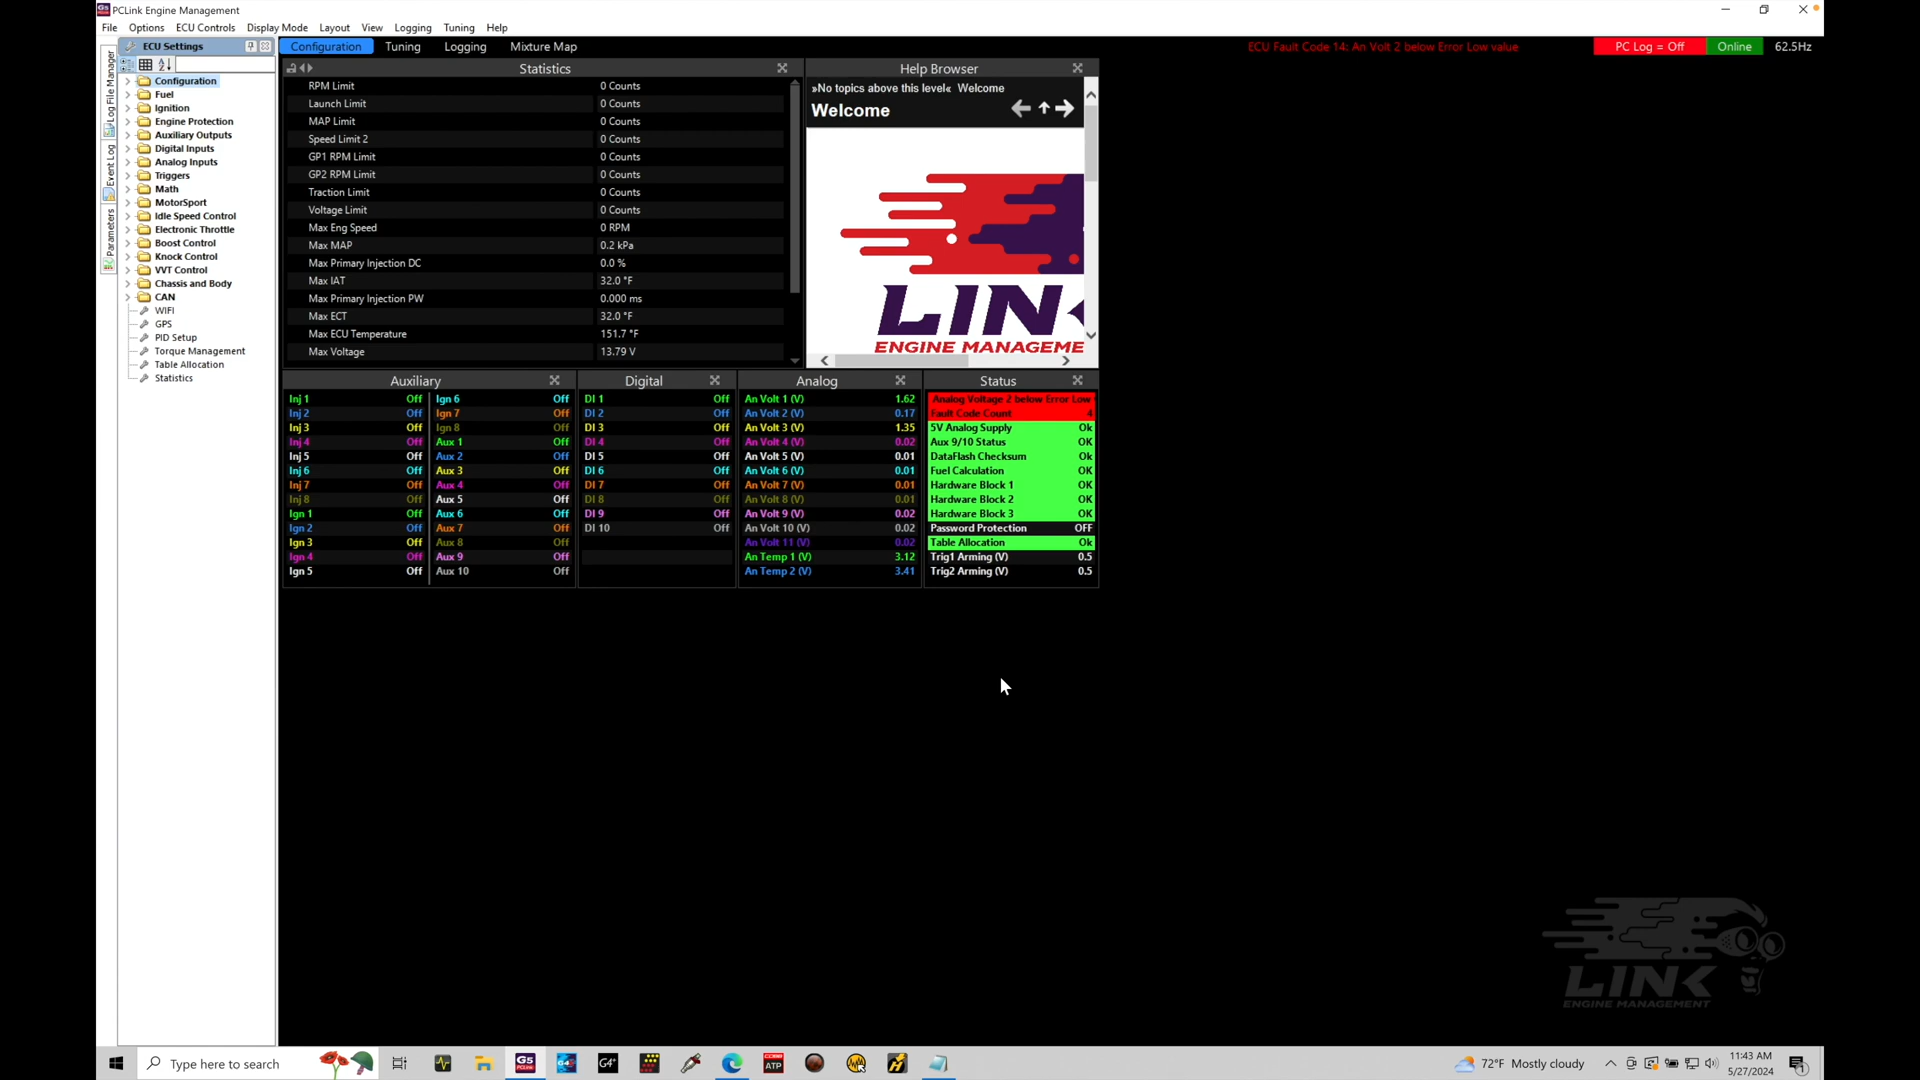 PCLink Engine Management
File Options ECU Controls Display Mode Layout View Logging Tuning Help
ECU Settings
Configuration Tuning Logging Mixture Map
ECU Fault Code 14: An Volt 2 below Error Low value
PC Log = Off Online 62.5Hz
Log File Manager
Event Log
Parameters
Configuration
Fuel
Ignition
Engine Protection
Auxiliary Outputs
Digital Inputs
Analog Inputs
Triggers
Math
MotorSport
Idle Speed Control
Electronic Throttle
Boost Control
Knock Control
VVT Control
Chassis and Body
CAN
WIFI
GPS
PID Setup
Torque Management
Table Allocation
Statistics
Statistics
RPM Limit 0 Counts
Launch Limit 0 Counts
MAP Limit 0 Counts
Speed Limit 2 0 Counts
GP1 RPM Limit 0 Counts
GP2 RPM Limit 0 Counts
Traction Limit 0 Counts
Voltage Limit 0 Counts
Max Eng Speed 0 RPM
Max MAP 0.2 kPa
Max Primary Injection DC 0.0 %
Max IAT 32.0 °F
Max Primary Injection PW 0.000 ms
Max ECT 32.0 °F
Max ECU Temperature 151.7 °F
Max Voltage 13.79 V
Help Browser
»No topics above this level« Welcome
Welcome
LINK
ENGINE MANAGEME
Auxiliary
Inj 1 Off Ign 6 Off
Inj 2 Off Ign 7 Off
Inj 3 Off Ign 8 Off
Inj 4 Off Aux 1 Off
Inj 5 Off Aux 2 Off
Inj 6 Off Aux 3 Off
Inj 7 Off Aux 4 Off
Inj 8 Off Aux 5 Off
Ign 1 Off Aux 6 Off
Ign 2 Off Aux 7 Off
Ign 3 Off Aux 8 Off
Ign 4 Off Aux 9 Off
Ign 5 Off Aux 10 Off
Digital
DI 1 Off
DI 2 Off
DI 3 Off
DI 4 Off
DI 5 Off
DI 6 Off
DI 7 Off
DI 8 Off
DI 9 Off
DI 10 Off
Analog
An Volt 1 (V) 1.62
An Volt 2 (V) 0.17
An Volt 3 (V) 1.35
An Volt 4 (V) 0.02
An Volt 5 (V) 0.01
An Volt 6 (V) 0.01
An Volt 7 (V) 0.01
An Volt 8 (V) 0.01
An Volt 9 (V) 0.02
An Volt 10 (V) 0.02
An Volt 11 (V) 0.02
An Temp 1 (V) 3.12
An Temp 2 (V) 3.41
Status
Analog Voltage 2 below Error Low
Fault Code Count 4
5V Analog Supply Ok
Aux 9/10 Status OK
DataFlash Checksum Ok
Fuel Calculation OK
Hardware Block 1 OK
Hardware Block 2 OK
Hardware Block 3 OK
Password Protection OFF
Table Allocation Ok
Trig1 Arming (V) 0.5
Trig2 Arming (V) 0.5
LINK
ENGINE MANAGEMENT
Type here to search
G5
PCLink
G4+
ATP
72°F Mostly cloudy
11:43 AM
5/27/2024